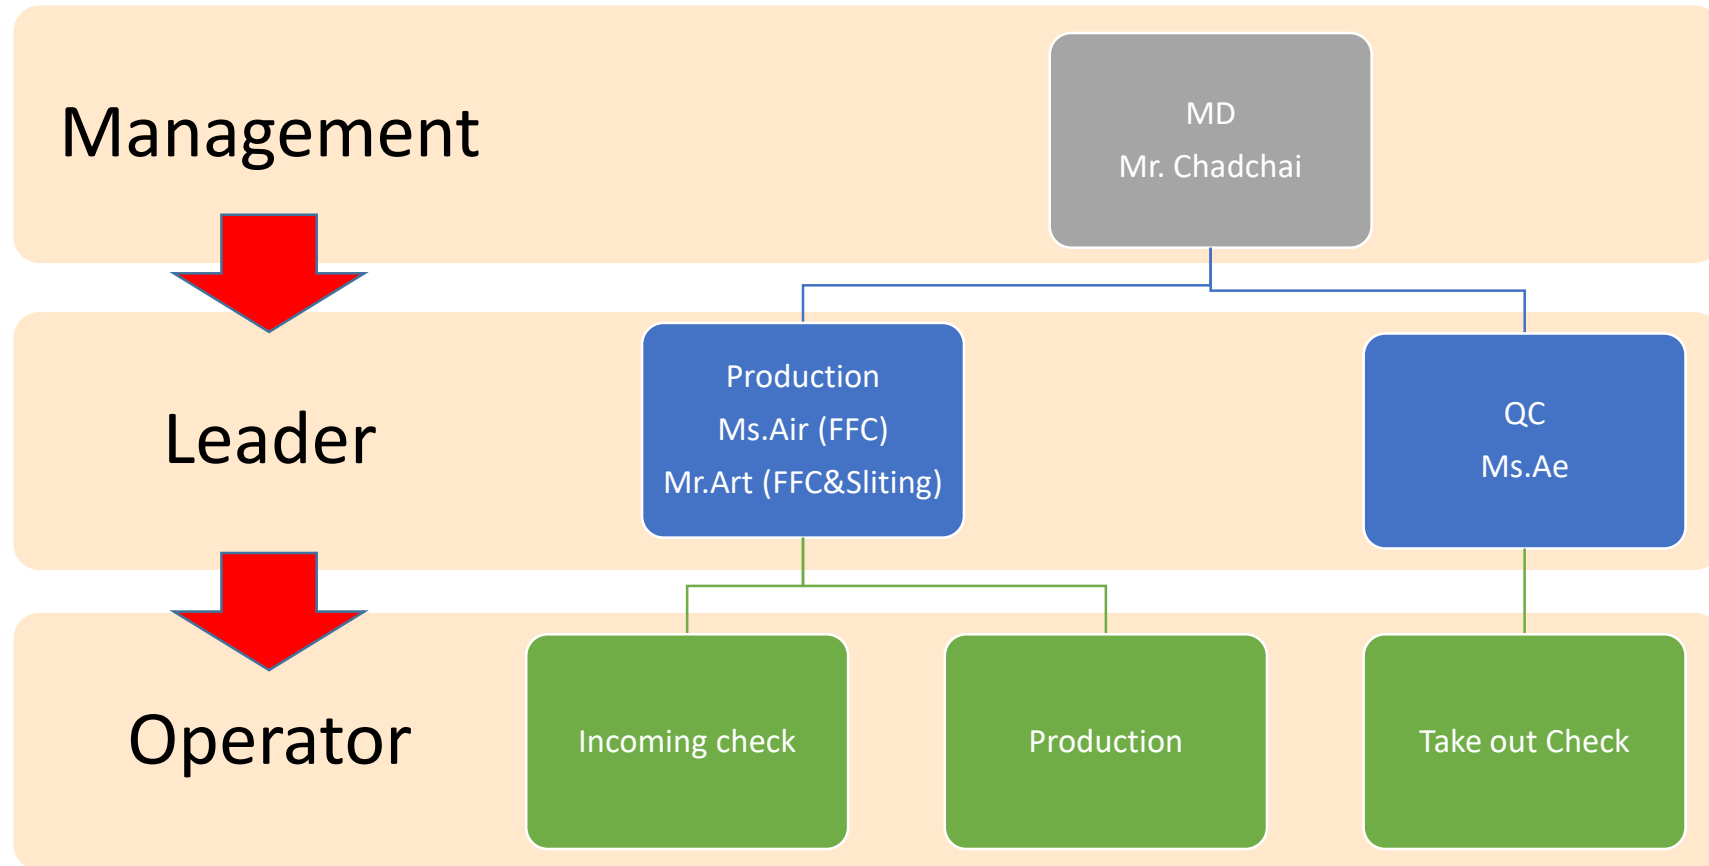 Management
MD
Mr. Chadchai
Leader
Production
Ms.Air (FFC)
Mr.Art (FFC&Sliting)
QC
Ms.Ae
Operator
Incoming check
Production
Take out Check